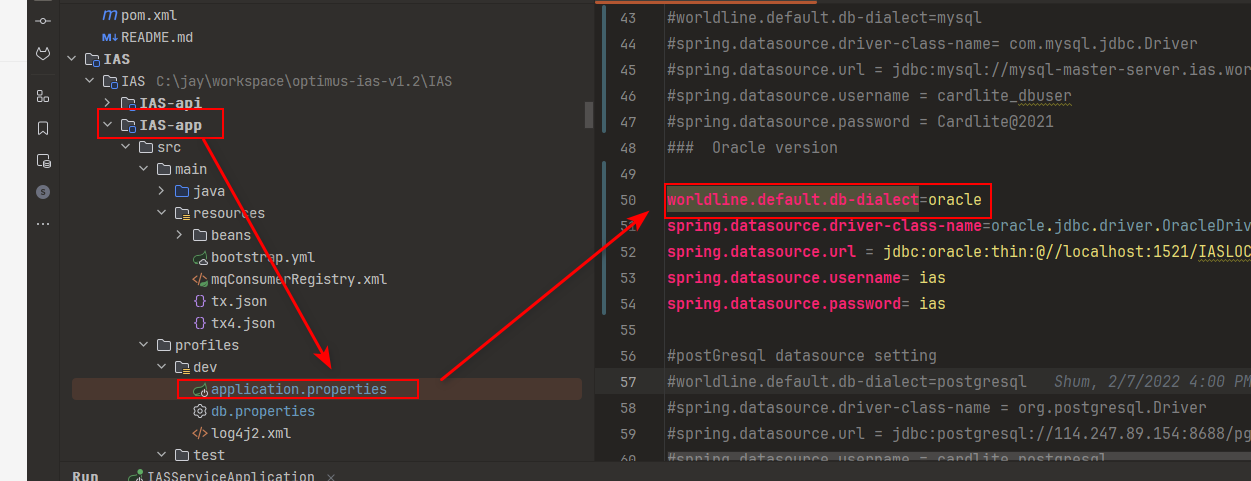 pom.xml
README.md
IAS
IAS C:\jay\workspace\optimus-ias-v1.2\IAS
IAS-api
IAS-app
src
main
java
resources
beans
bootstrap.yml
mqConsumerRegistry.xml
tx.json
tx4.json
profiles
dev
application.properties
db.properties
log4j2.xml
test
Run IASServiceApplication
43 #worldline.default.db-dialect=mysql
44 #spring.datasource.driver-class-name= com.mysql.jdbc.Driver
45 #spring.datasource.url = jdbc:mysql://mysql-master-server.ias.wor
46 #spring.datasource.username = cardlite_dbuser
47 #spring.datasource.password = Cardlite@2021
48 ### Oracle version
49
50 worldline.default.db-dialect=oracle
51 spring.datasource.driver-class-name=oracle.jdbc.driver.OracleDriv
52 spring.datasource.url = jdbc:oracle:thin:@//localhost:1521/IASLOC
53 spring.datasource.username= ias
54 spring.datasource.password= ias
55
56 #postGresql datasource setting
57 #worldline.default.db-dialect=postgresql Shum, 2/7/2022 4:00 PM
58 #spring.datasource.driver-class-name = org.postgresql.Driver
59 #spring.datasource.url = jdbc:postgresql://114.247.89.154:8688/pg
60 #spring.datasource.username = cardlite_postgresql